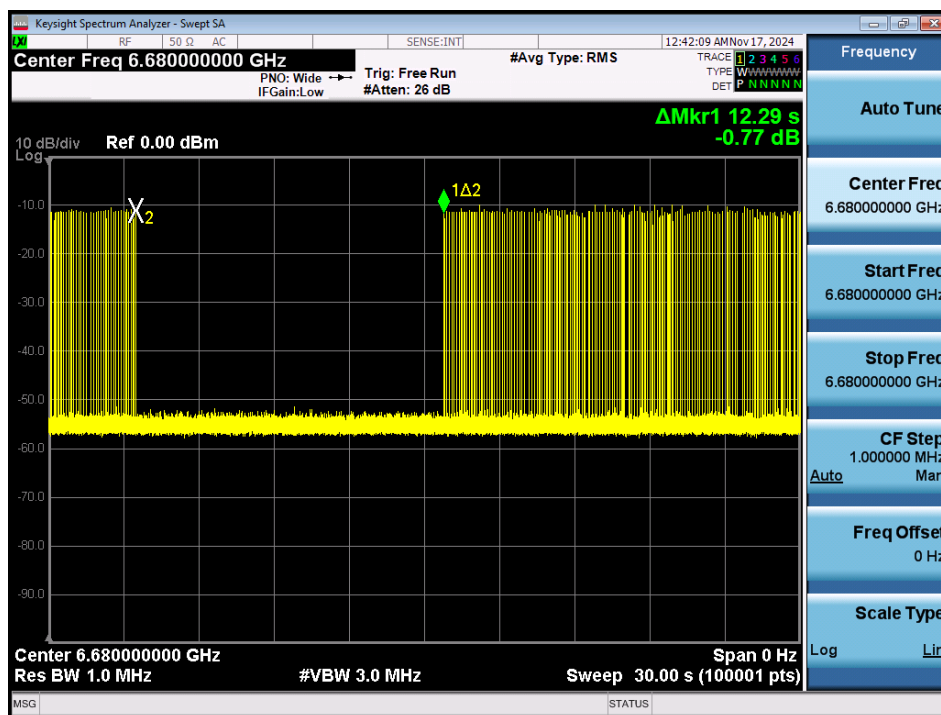 Keysight Spectrum Analyzer - Swept SA
LXI
RF 50 Ω AC SENSE:INT 12:42:09 AM Nov 17, 2024
Center Freq 6.680000000 GHz
PNO: Wide
IFGain:Low
Trig: Free Run
#Atten: 26 dB
#Avg Type: RMS
TRACE 1 2 3 4 5 6
TYPE WWWWWWW
DET P N N N N N
ΔMkr1 12.29 s
-0.77 dB
10 dB/div Ref 0.00 dBm
Log
1Δ2
2
-10.0
-20.0
-30.0
-40.0
-50.0
-60.0
-70.0
-80.0
-90.0
Center 6.680000000 GHz Span 0 Hz
Res BW 1.0 MHz #VBW 3.0 MHz Sweep 30.00 s (100001 pts)
MSG STATUS
Frequency
Auto Tune
Center Freq
6.680000000 GHz
Start Freq
6.680000000 GHz
Stop Freq
6.680000000 GHz
CF Step
1.000000 MHz
Auto Man
Freq Offset
0 Hz
Scale Type
Log Lin